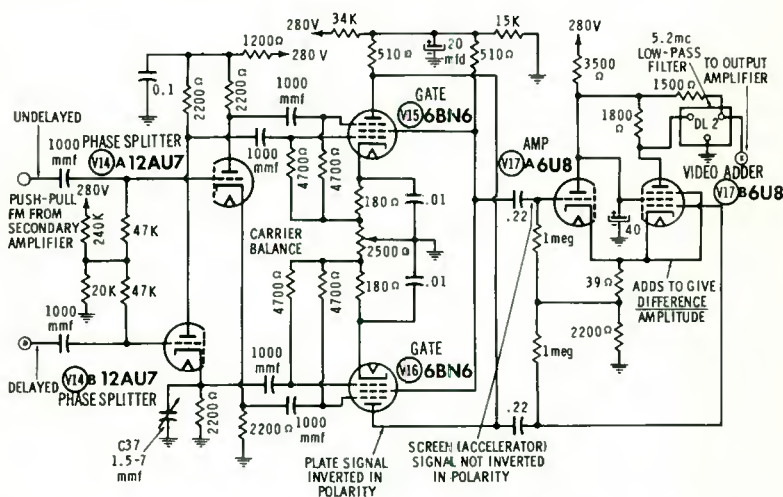 280V
34K
15K
280V
5.2mc
LOW-PASS
FILTER
TO OUTPUT
AMPLIFIER
1200Ω
280 V
510Ω
20
mfd
510Ω
3500
Ω
1500Ω
0.1
2200Ω
2200Ω
1000
mmf
GATE
V15 6BN6
1800
Ω
DL 2
UNDELAYED
1000
mmf
PHASE SPLITTER
V14 A 12AU7
1000
mmf
AMP
V17 A 6U8
VIDEO ADDER
V17 B 6U8
PUSH-PULL
FM FROM
SECONDARY
AMPLIFIER
280V
240K
47K
4700Ω
4700Ω
180Ω
.01
.22
40
CARRIER
BALANCE
2500Ω
1meg
20K
47K
4700Ω
4700Ω
180Ω
.01
39Ω
ADDS TO GIVE
DIFFERENCE
AMPLITUDE
1000
mmf
GATE
V16 6BN6
1meg
2200Ω
DELAYED
V14 B 12AU7
PHASE SPLITTER
1000
mmf
1000
mmf
.22
2200Ω
2200Ω
C37
1.5-7
mmf
PLATE SIGNAL
INVERTED IN
POLARITY
SCREEN (ACCELERATOR)
SIGNAL NOT INVERTED
IN POLARITY